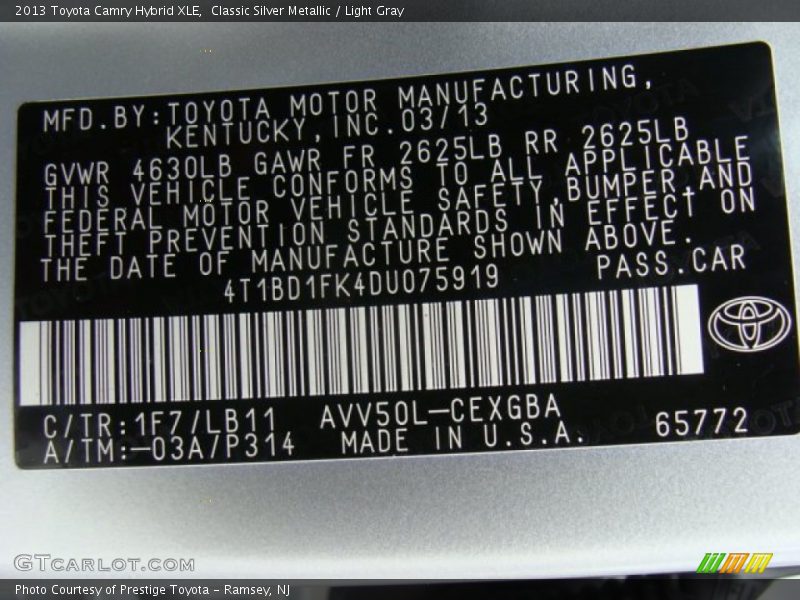 2013 Toyota Camry Hybrid XLE,  Classic Silver Metallic / Light Gray
MFD.BY:TOYOTA MOTOR MANUFACTURING,
KENTUCKY,INC.03/13
GVWR 4630LB GAWR FR 2625LB RR 2625LB
THIS VEHICLE CONFORMS TO ALL APPLICABLE
FEDERAL MOTOR VEHICLE SAFETY,BUMPER,AND
THEFT PREVENTION STANDARDS IN EFFECT ON
THE DATE OF MANUFACTURE SHOWN ABOVE.
4T1BD1FK4DU075919 PASS.CAR
C/TR:1F7/LB11 AVV50L-CEXGBA 65772
A/TM:-03A/P314 MADE IN U.S.A.
GTCARLOT.COM
Photo Courtesy of Prestige Toyota - Ramsey, NJ